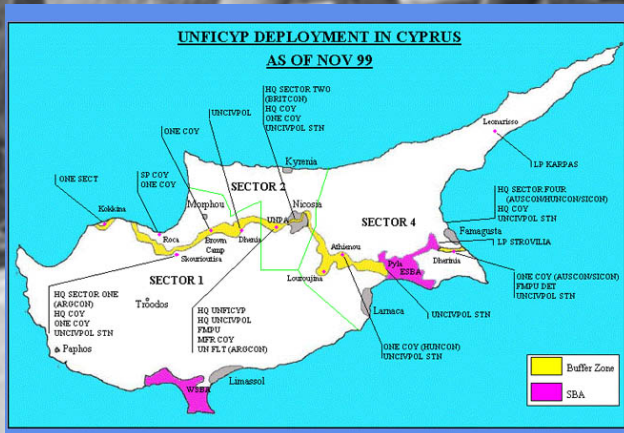 UNFICYP DEPLOYMENT IN CYPRUS
AS OF NOV 99
HQ SECTOR TWO
(BRITCON)
HQ COY
ONE COY
UNCIVPOL STN
UNCIVPOL
ONE COY
SP COY
ONE COY
ONE SECT
Leonarisso
LP KARPAS
Kyrenia
SECTOR 2
HQ SECTOR FOUR
(AUSCON/HUNCON/SICON)
HQ COY
UNCIVPOL STN
Kokkina
Morphou
UNPA
Nicosia
SECTOR 4
Famagusta
LP STROVILIA
Roca
Brown
Camp
Dhenia
Skouriotissa
Athienou
Pyla
ESBA
Dherinia
SECTOR 1
Louroujina
ONE COY (AUSCON/SICON)
FMPU DET
UNCIVPOL STN
HQ SECTOR ONE
(ARGCON)
HQ COY
ONE COY
UNCIVPOL STN
Troodos
HQ UNFICYP
HQ UNCIVPOL
FMPU
MFR COY
UN FLT (ARGCON)
Larnaca
UNCIVPOL STN
ONE COY (HUNCON)
UNCIVPOL STN
Paphos
WSBA
Limassol
Buffer Zone
SBA